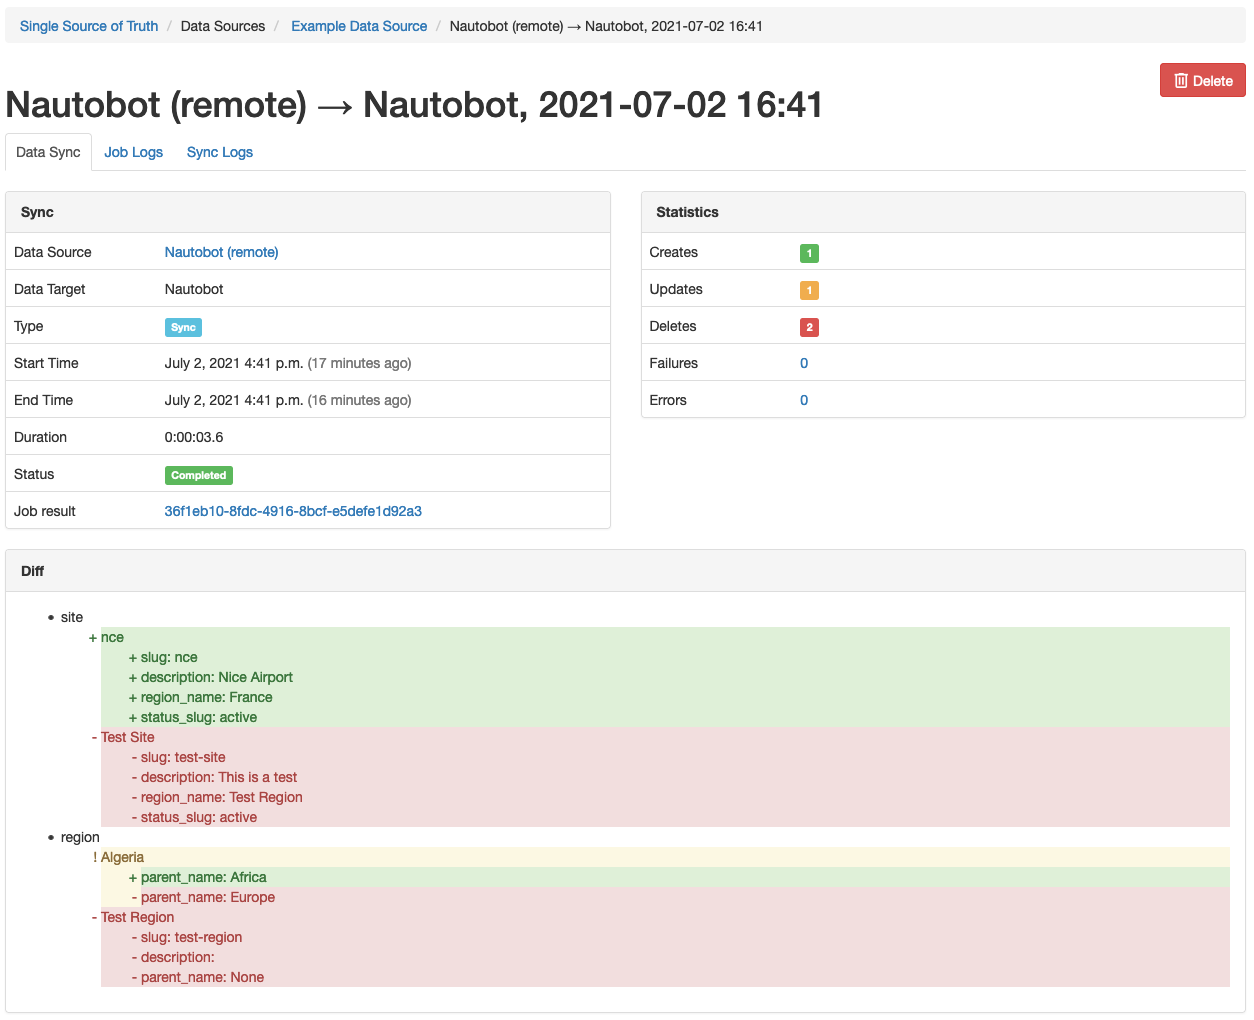 Single Source of Truth / Data Sources / Example Data Source / Nautobot (remote) → Nautobot, 2021-07-02 16:41
Delete
Nautobot (remote) → Nautobot, 2021-07-02 16:41
Data Sync Job Logs Sync Logs
Sync
Data Source Nautobot (remote)
Data Target Nautobot
Type Sync
Start Time July 2, 2021 4:41 p.m. (17 minutes ago)
End Time July 2, 2021 4:41 p.m. (16 minutes ago)
Duration 0:00:03.6
Status Completed
Job result 36f1eb10-8fdc-4916-8bcf-e5defe1d92a3
Statistics
Creates 1
Updates 1
Deletes 2
Failures 0
Errors 0
Diff
• site
+ nce
+ slug: nce
+ description: Nice Airport
+ region_name: France
+ status_slug: active
- Test Site
- slug: test-site
- description: This is a test
- region_name: Test Region
- status_slug: active
• region
! Algeria
+ parent_name: Africa
- parent_name: Europe
- Test Region
- slug: test-region
- description:
- parent_name: None